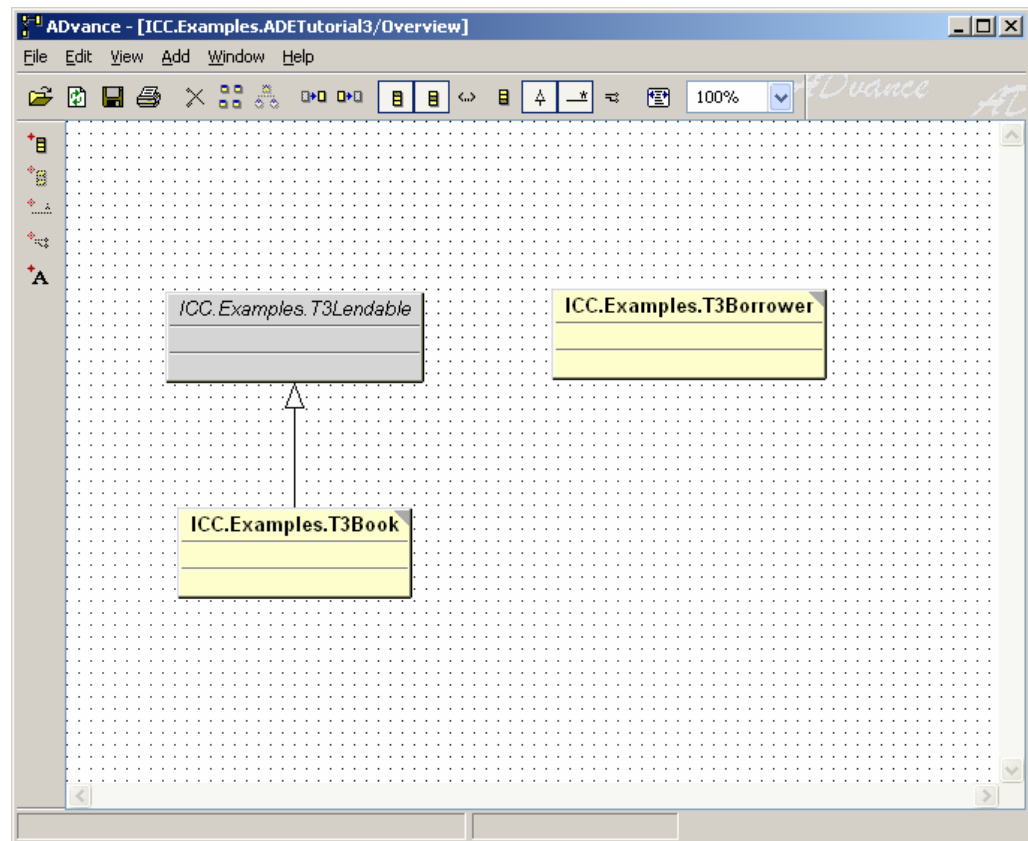 ADvance - [ICC.Examples.ADETutorial3/Overview]
File Edit View Add Window Help
100%
ADvance
ICC.Examples.T3Lendable
ICC.Examples.T3Borrower
ICC.Examples.T3Book